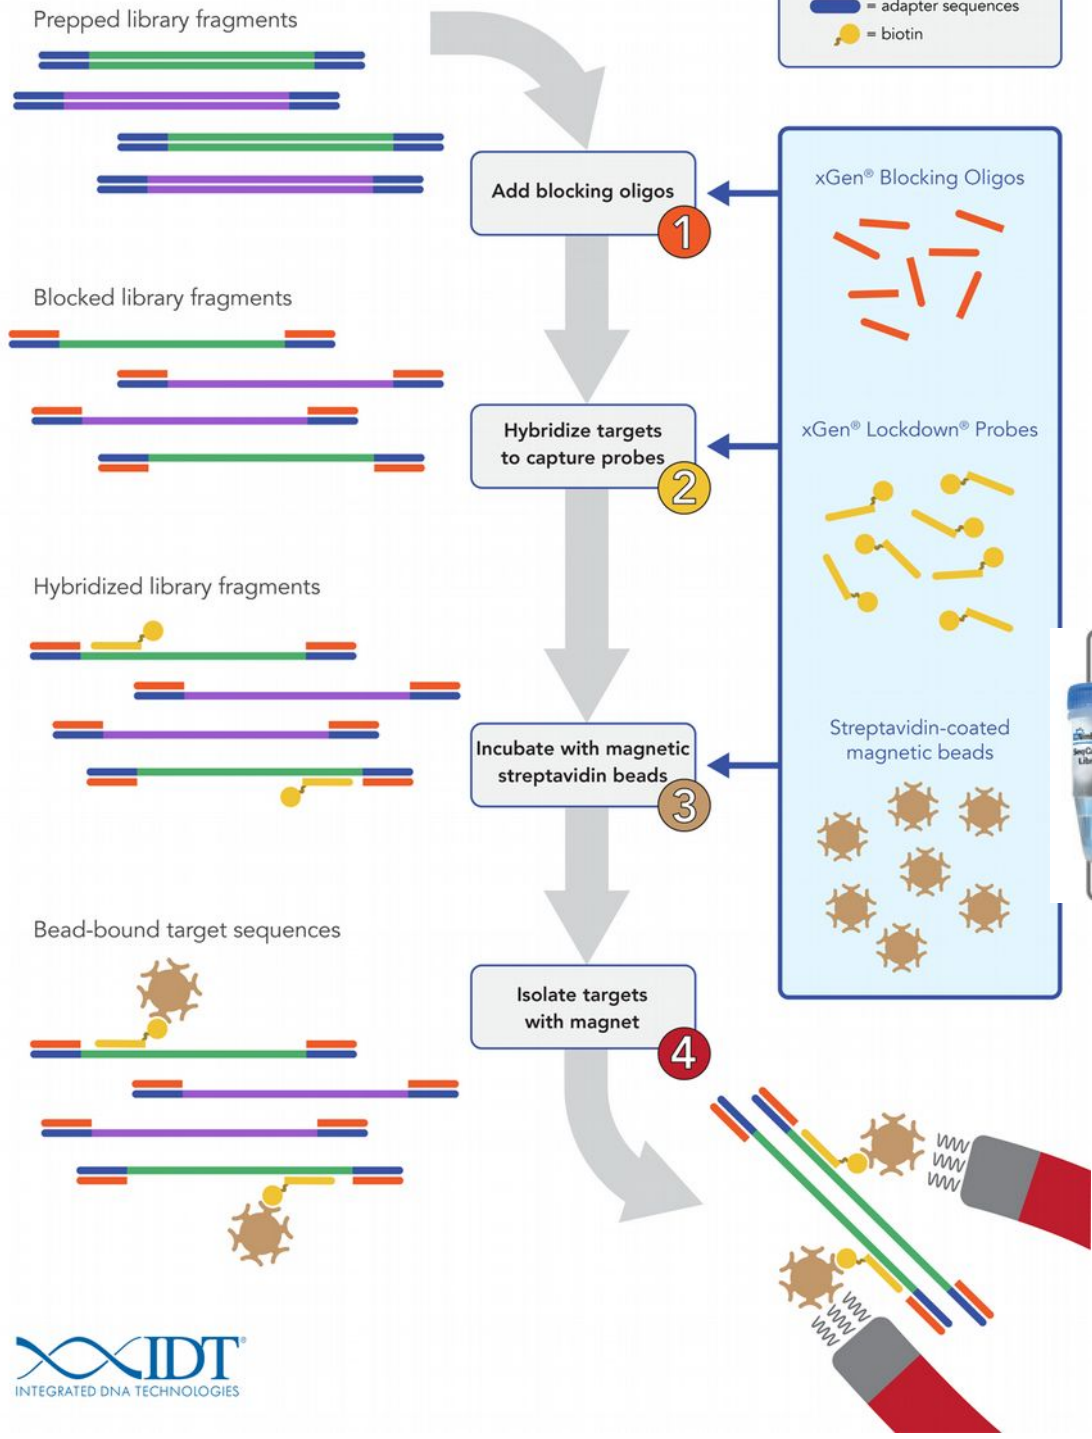 Prepped library fragments
= adapter sequences
= biotin
Add blocking oligos
1
xGen® Blocking Oligos
Blocked library fragments
Hybridize targets
to capture probes
2
xGen® Lockdown® Probes
Hybridized library fragments
Incubate with magnetic
streptavidin beads
3
Streptavidin-coated
magnetic beads
Bead-bound target sequences
Isolate targets
with magnet
4
IDT®
INTEGRATED DNA TECHNOLOGIES